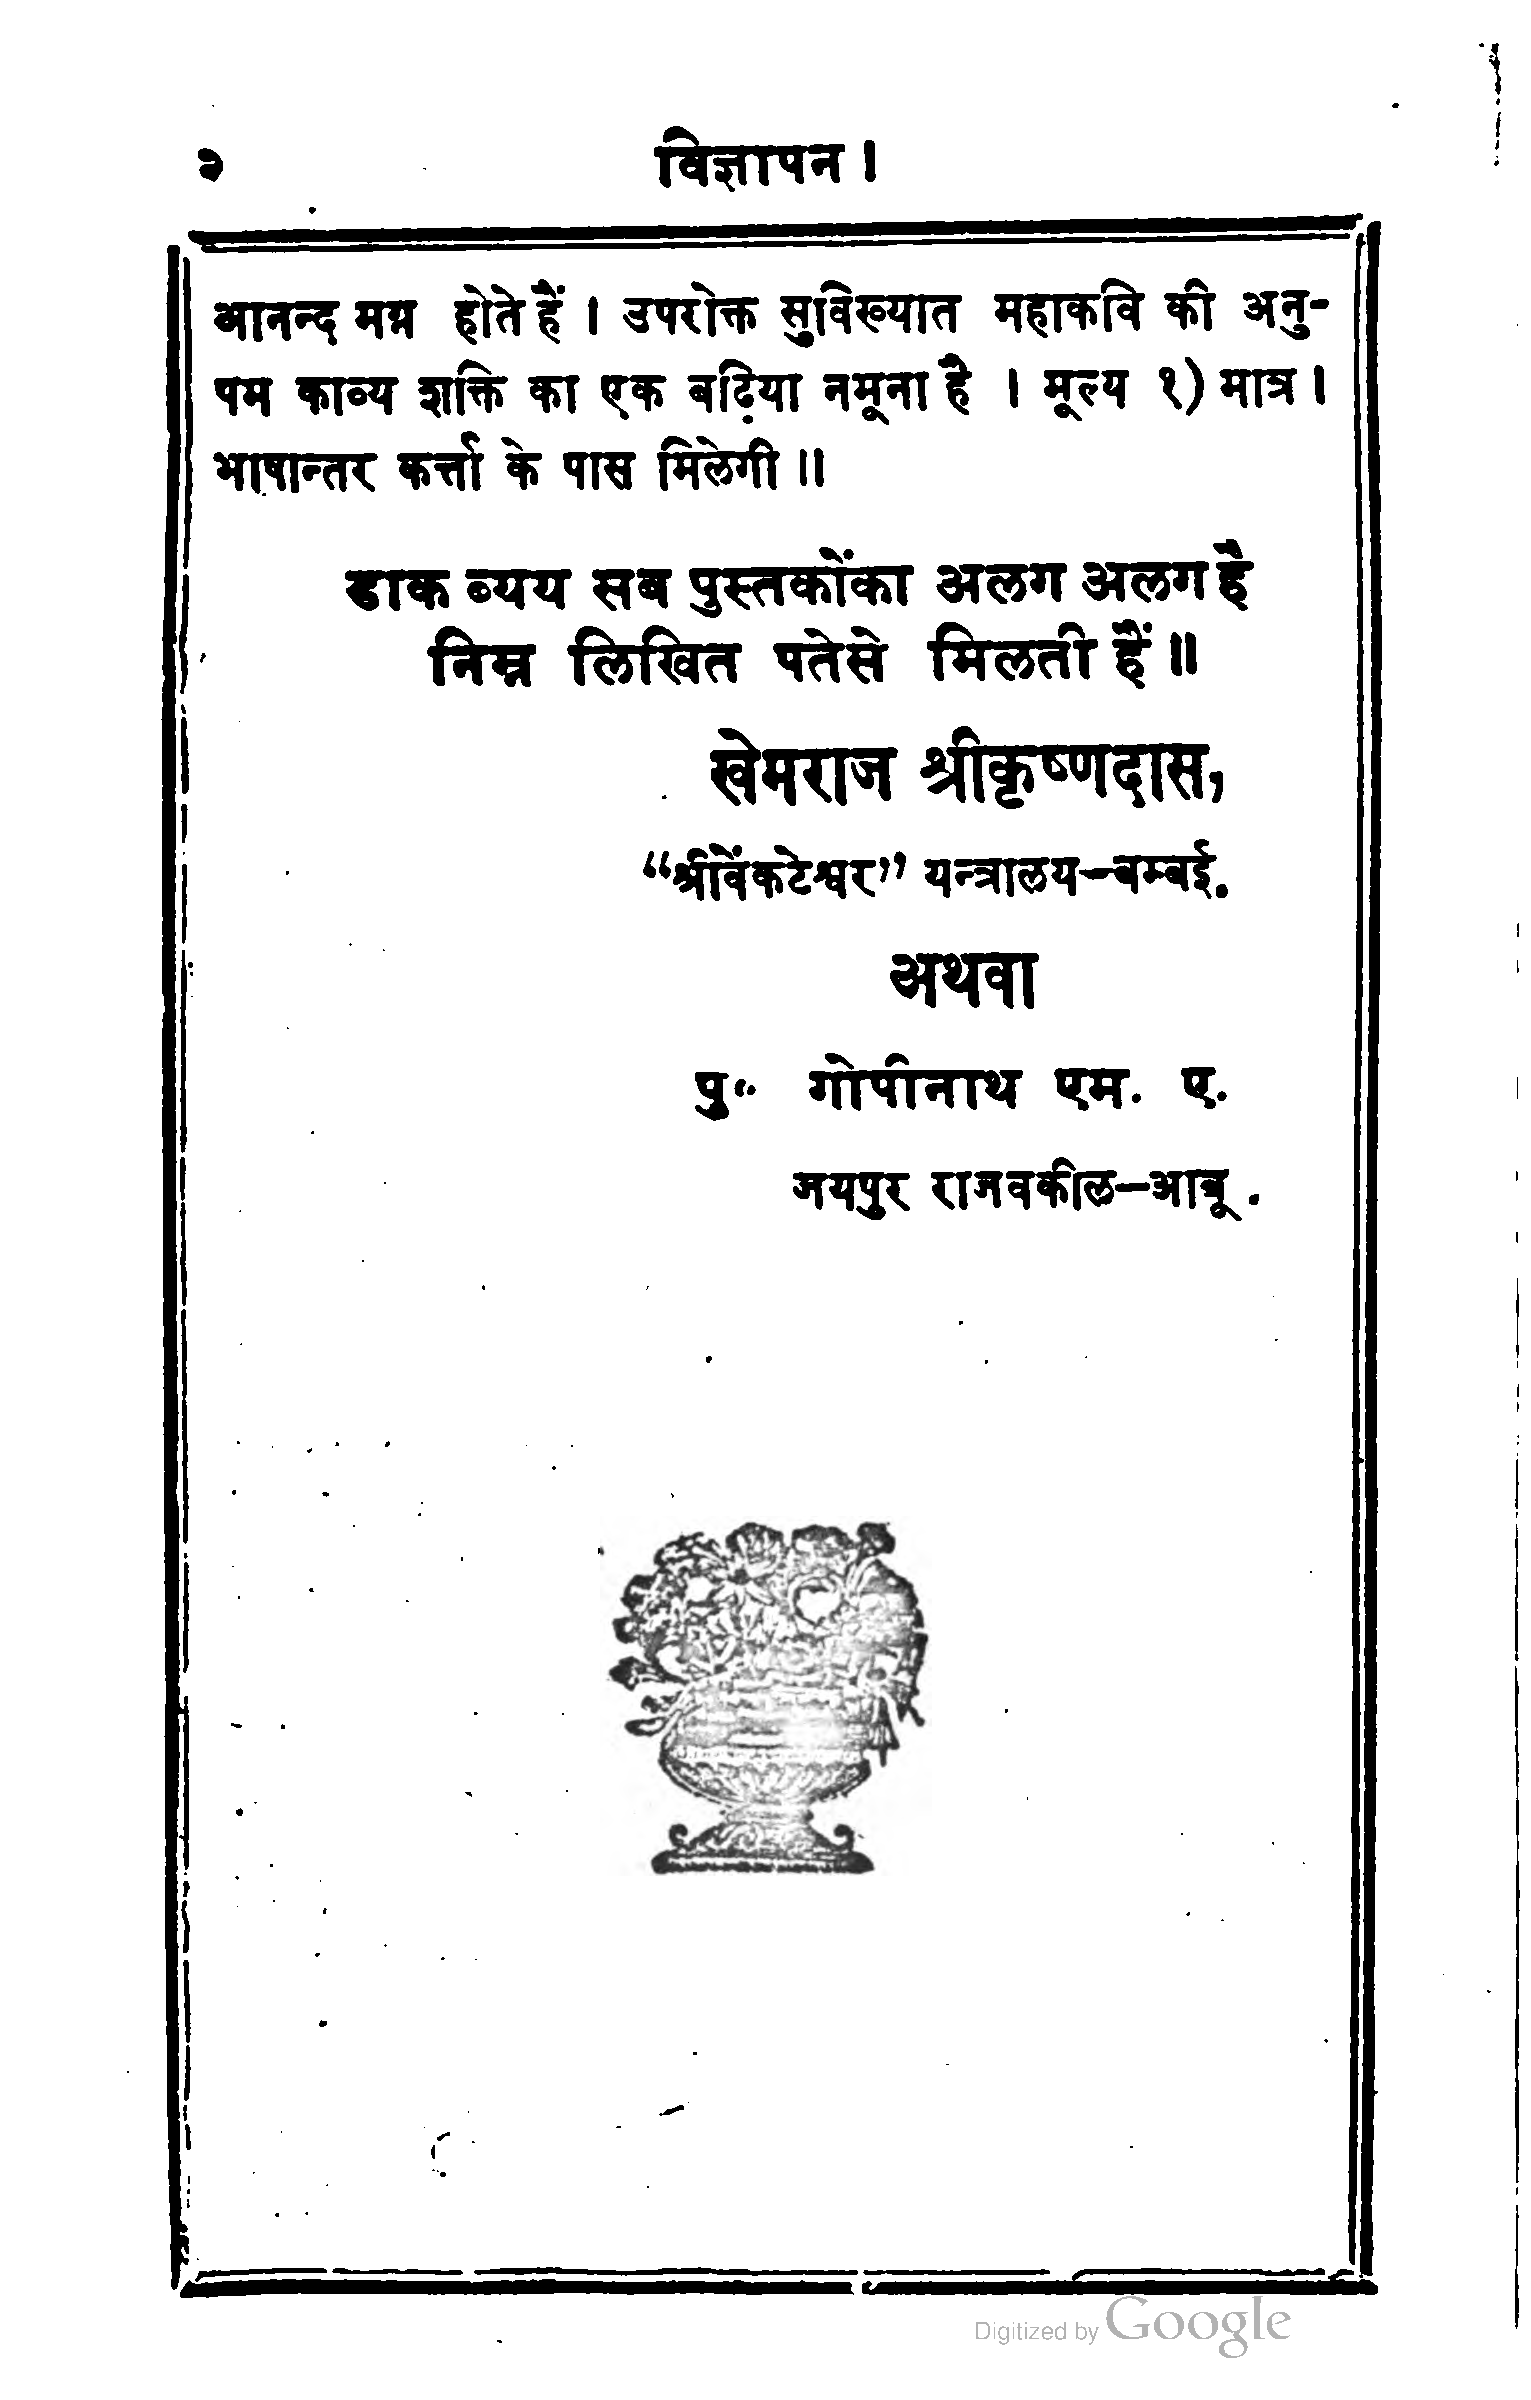 २ विज्ञापन ।
आनन्द मग्न होते हैं । उपरोक्त सुविख्यात महाकवि की अनु-
पम काव्य शक्ति का एक बढ़िया नमूना है । मूल्य १) मात्र ।
भाषान्तर कर्त्ता के पास मिलेगी ॥
डाक व्यय सब पुस्तकोंका अलग अलग है
निम्न लिखित पतेसे मिलती हैं ॥
खेमराज श्रीकृष्णदास,
“श्रीवेंकटेश्वर” यन्त्रालय–बम्बई.
अथवा
पु॰ गोपीनाथ एम. ए.
जयपुर राजवकील–आबू.
Digitized by Google